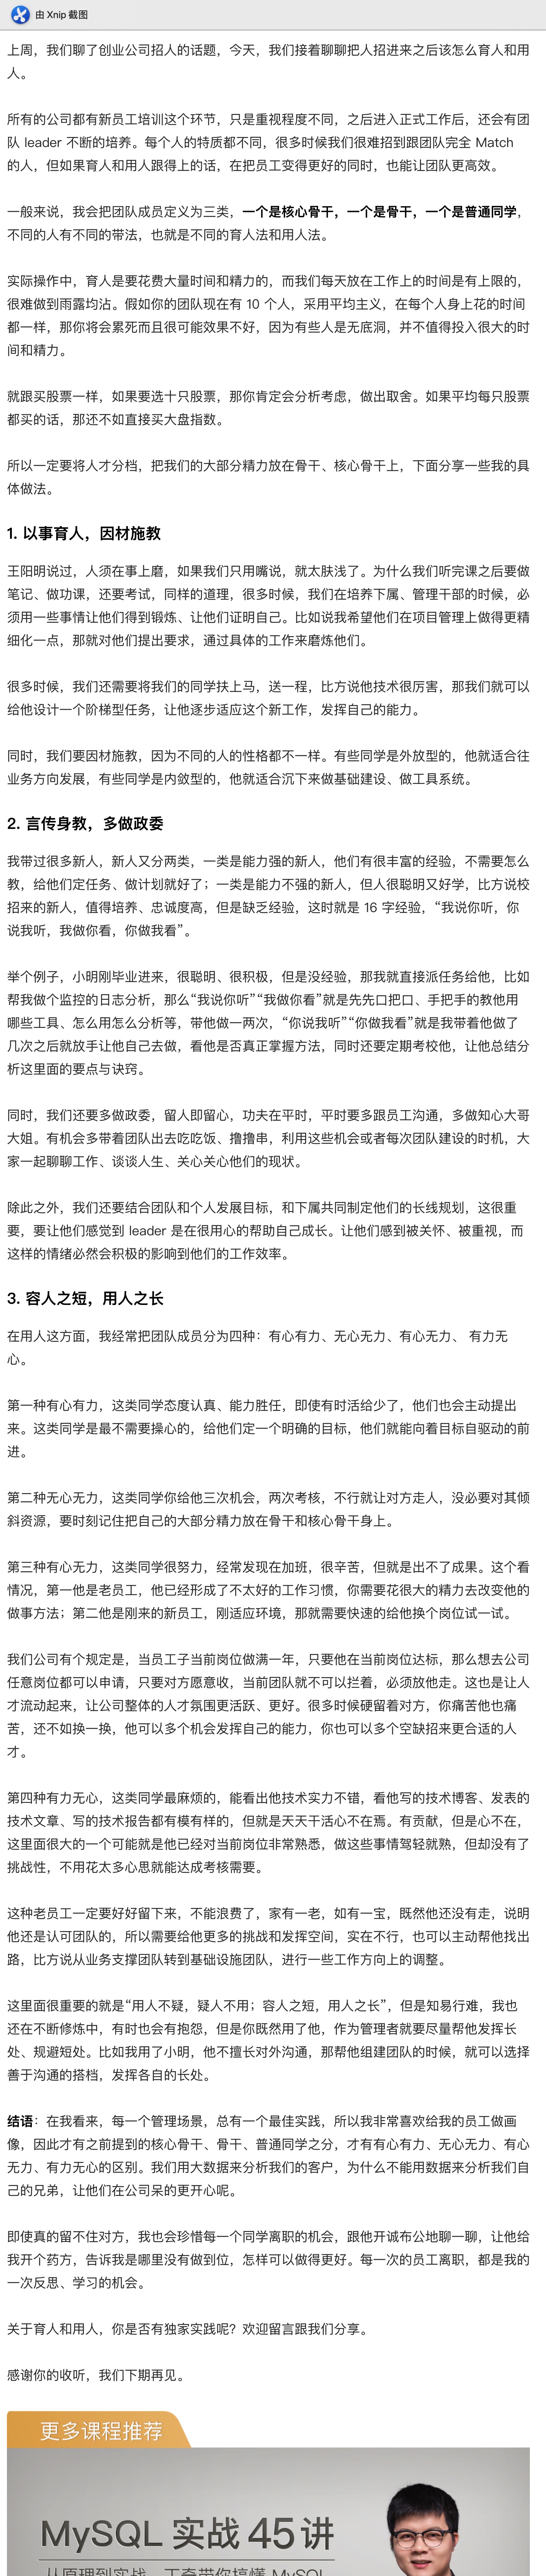 由 Xnip 截图
上周，我们聊了创业公司招人的话题，今天，我们接着聊聊把人招进来之后该怎么育人和用
人。
所有的公司都有新员工培训这个环节，只是重视程度不同，之后进入正式工作后，还会有团
队 leader 不断的培养。每个人的特质都不同，很多时候我们很难招到跟团队完全 Match
的人，但如果育人和用人跟得上的话，在把员工变得更好的同时，也能让团队更高效。
一般来说，我会把团队成员定义为三类，一个是核心骨干，一个是骨干，一个是普通同学，
不同的人有不同的带法，也就是不同的育人法和用人法。
实际操作中，育人是要花费大量时间和精力的，而我们每天放在工作上的时间是有上限的，
很难做到雨露均沾。假如你的团队现在有 10 个人，采用平均主义，在每个人身上花的时间
都一样，那你将会累死而且很可能效果不好，因为有些人是无底洞，并不值得投入很大的时
间和精力。
就跟买股票一样，如果要选十只股票，那你肯定会分析考虑，做出取舍。如果平均每只股票
都买的话，那还不如直接买大盘指数。
所以一定要将人才分档，把我们的大部分精力放在骨干、核心骨干上，下面分享一些我的具
体做法。
1. 以事育人，因材施教
王阳明说过，人须在事上磨，如果我们只用嘴说，就太肤浅了。为什么我们听完课之后要做
笔记、做功课，还要考试，同样的道理，很多时候，我们在培养下属、管理干部的时候，必
须用一些事情让他们得到锻炼、让他们证明自己。比如说我希望他们在项目管理上做得更精
细化一点，那就对他们提出要求，通过具体的工作来磨炼他们。
很多时候，我们还需要将我们的同学扶上马，送一程，比方说他技术很厉害，那我们就可以
给他设计一个阶梯型任务，让他逐步适应这个新工作，发挥自己的能力。
同时，我们要因材施教，因为不同的人的性格都不一样。有些同学是外放型的，他就适合往
业务方向发展，有些同学是内敛型的，他就适合沉下来做基础建设、做工具系统。
2. 言传身教，多做政委
我带过很多新人，新人又分两类，一类是能力强的新人，他们有很丰富的经验，不需要怎么
教，给他们定任务、做计划就好了；一类是能力不强的新人，但人很聪明又好学，比方说校
招来的新人，值得培养、忠诚度高，但是缺乏经验，这时就是 16 字经验，“我说你听，你
说我听，我做你看，你做我看”。
举个例子，小明刚毕业进来，很聪明、很积极，但是没经验，那我就直接派任务给他，比如
帮我做个监控的日志分析，那么“我说你听”“我做你看”就是先先口把口、手把手的教他用
哪些工具、怎么用怎么分析等，带他做一两次，“你说我听”“你做我看”就是我带着他做了
几次之后就放手让他自己去做，看他是否真正掌握方法，同时还要定期考校他，让他总结分
析这里面的要点与诀窍。
同时，我们还要多做政委，留人即留心，功夫在平时，平时要多跟员工沟通，多做知心大哥
大姐。有机会多带着团队出去吃吃饭、撸撸串，利用这些机会或者每次团队建设的时机，大
家一起聊聊工作、谈谈人生、关心关心他们的现状。
除此之外，我们还要结合团队和个人发展目标，和下属共同制定他们的长线规划，这很重
要，要让他们感觉到 leader 是在很用心的帮助自己成长。让他们感到被关怀、被重视，而
这样的情绪必然会积极的影响到他们的工作效率。
3. 容人之短，用人之长
在用人这方面，我经常把团队成员分为四种：有心有力、无心无力、有心无力、 有力无
心。
第一种有心有力，这类同学态度认真、能力胜任，即使有时活给少了，他们也会主动提出
来。这类同学是最不需要操心的，给他们定一个明确的目标，他们就能向着目标自驱动的前
进。
第二种无心无力，这类同学你给他三次机会，两次考核，不行就让对方走人，没必要对其倾
斜资源，要时刻记住把自己的大部分精力放在骨干和核心骨干身上。
第三种有心无力，这类同学很努力，经常发现在加班，很辛苦，但就是出不了成果。这个看
情况，第一他是老员工，他已经形成了不太好的工作习惯，你需要花很大的精力去改变他的
做事方法；第二他是刚来的新员工，刚适应环境，那就需要快速的给他换个岗位试一试。
我们公司有个规定是，当员工子当前岗位做满一年，只要他在当前岗位达标，那么想去公司
任意岗位都可以申请，只要对方愿意收，当前团队就不可以拦着，必须放他走。这也是让人
才流动起来，让公司整体的人才氛围更活跃、更好。很多时候硬留着对方，你痛苦他也痛
苦，还不如换一换，他可以多个机会发挥自己的能力，你也可以多个空缺招来更合适的人
才。
第四种有力无心，这类同学最麻烦的，能看出他技术实力不错，看他写的技术博客、发表的
技术文章、写的技术报告都有模有样的，但就是天天干活心不在焉。有贡献，但是心不在，
这里面很大的一个可能就是他已经对当前岗位非常熟悉，做这些事情驾轻就熟，但却没有了
挑战性，不用花太多心思就能达成考核需要。
这种老员工一定要好好留下来，不能浪费了，家有一老，如有一宝，既然他还没有走，说明
他还是认可团队的，所以需要给他更多的挑战和发挥空间，实在不行，也可以主动帮他找出
路，比方说从业务支撑团队转到基础设施团队，进行一些工作方向上的调整。
这里面很重要的就是“用人不疑，疑人不用；容人之短，用人之长”，但是知易行难，我也
还在不断修炼中，有时也会有抱怨，但是你既然用了他，作为管理者就要尽量帮他发挥长
处、规避短处。比如我用了小明，他不擅长对外沟通，那帮他组建团队的时候，就可以选择
善于沟通的搭档，发挥各自的长处。
结语：在我看来，每一个管理场景，总有一个最佳实践，所以我非常喜欢给我的员工做画
像，因此才有之前提到的核心骨干、骨干、普通同学之分，才有有心有力、无心无力、有心
无力、有力无心的区别。我们用大数据来分析我们的客户，为什么不能用数据来分析我们自
己的兄弟，让他们在公司呆的更开心呢。
即使真的留不住对方，我也会珍惜每一个同学离职的机会，跟他开诚布公地聊一聊，让他给
我开个药方，告诉我是哪里没有做到位，怎样可以做得更好。每一次的员工离职，都是我的
一次反思、学习的机会。
关于育人和用人，你是否有独家实践呢？欢迎留言跟我们分享。
感谢你的收听，我们下期再见。
更多课程推荐
MySQL 实战 45 讲
从原理到实战，丁奇带你搞懂 MySQL